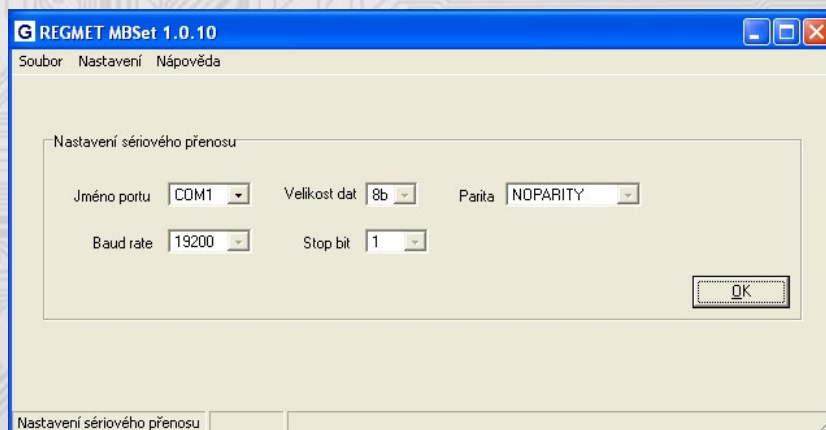 G REGMET MBSet 1.0.10
Soubor Nastavení Nápověda
Nastavení sériového přenosu
Jméno portu COM1 Velikost dat 8b Parita NOPARITY
Baud rate 19200 Stop bit 1
OK
Nastavení sériového přenosu